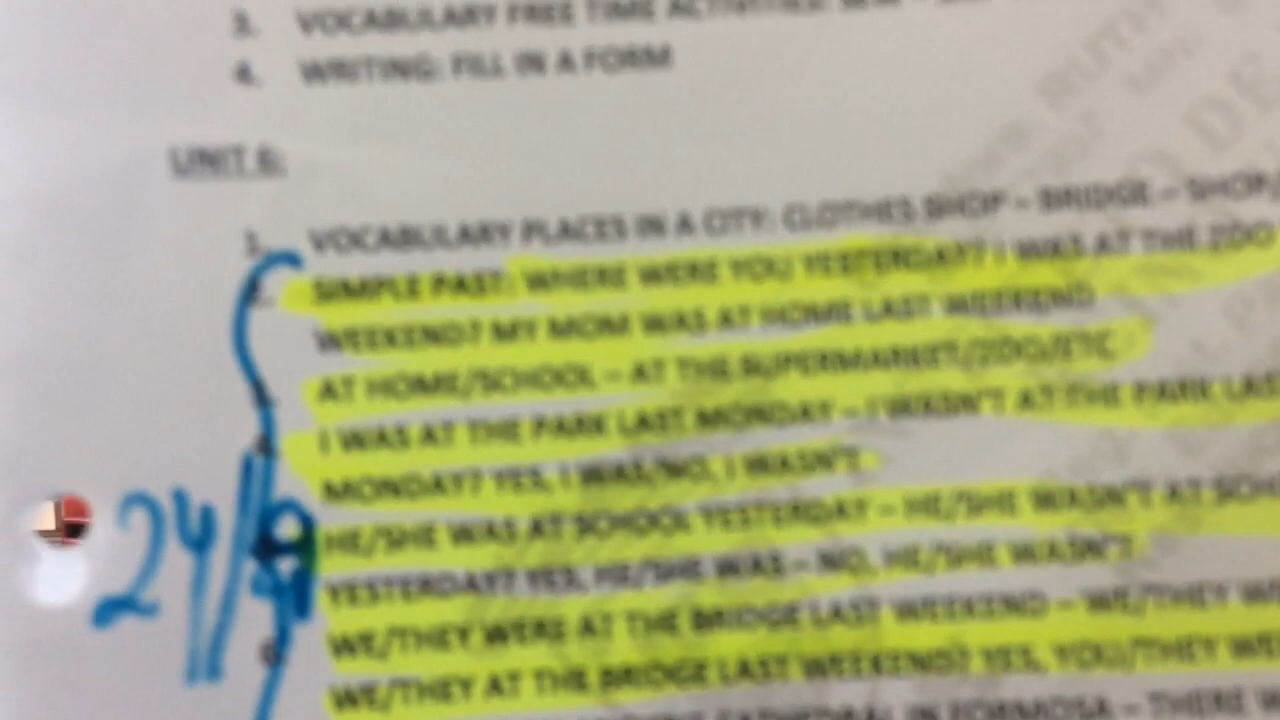 3. VOCABULARY FREE TIME ACTIVITIES:
4. WRITING: FILL IN A FORM
UNIT 6:
1. VOCABULARY PLACES IN A CITY: CLOTHES SHOP – BRIDGE – SHOP
SIMPLE PAST: WHERE WERE YOU YESTERDAY? I WAS AT THE ZOO
WEEKEND? MY MOM WAS AT HOME LAST WEEKEND
AT HOME/SCHOOL – AT THE SUPERMARKET/ZOO/ETC
I WAS AT THE PARK LAST MONDAY – I WASN'T AT THE PARK LAST
MONDAY? YES, I WAS/NO, I WASN'T
HE/SHE WAS AT SCHOOL YESTERDAY – HE/SHE WASN'T AT
YESTERDAY? YES, HE/SHE WAS – NO, HE/SHE WASN'T
WE/THEY WERE AT THE BRIDGE LAST WEEKEND – WE/THEY
WE/THEY AT THE BRIDGE LAST WEEKEND? YES, YOU/THEY
CATHEDRAL IN FORMOSA – THERE
24/